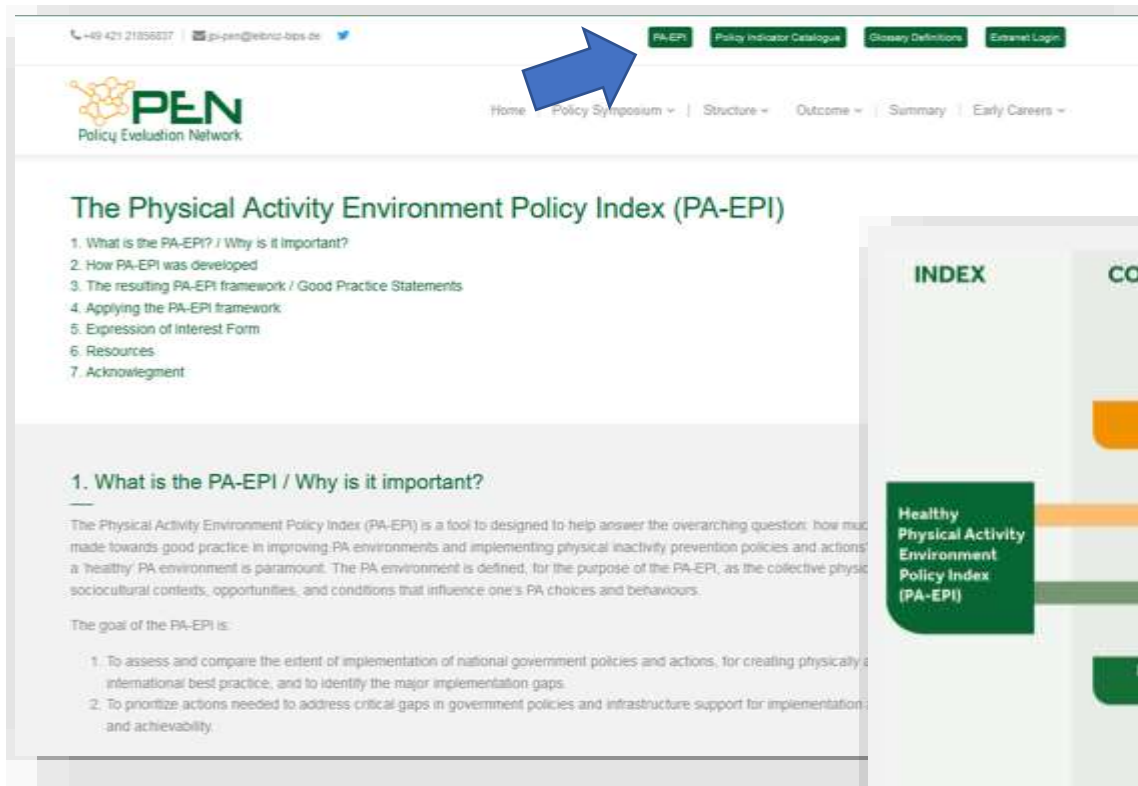 +49 421 21856837 | jpi-pen@leibniz-bips.de
PA-EPI Policy Indicator Catalogue Glossary Definitions Extranet Login
PEN
Policy Evaluation Network
Home Policy Symposium | Structure Outcome | Summary | Early Careers
The Physical Activity Environment Policy Index (PA-EPI)
1. What is the PA-EPI? / Why is it important?
2. How PA-EPI was developed
3. The resulting PA-EPI framework / Good Practice Statements
4. Applying the PA-EPI framework
5. Expression of Interest Form
6. Resources
7. Acknowlegment
1. What is the PA-EPI / Why is it important?
The Physical Activity Environment Policy Index (PA-EPI) is a tool to designed to help answer the overarching question: how muc
made towards good practice in improving PA environments and implementing physical inactivity prevention policies and actions
a 'healthy' PA environment is paramount. The PA environment is defined, for the purpose of the PA-EPI, as the collective physic
sociocultural contexts, opportunities, and conditions that influence one's PA choices and behaviours.
The goal of the PA-EPI is:
1. To assess and compare the extent of implementation of national government policies and actions, for creating physically a
international best practice, and to identify the major implementation gaps.
2. To prioritize actions needed to address critical gaps in government policies and infrastructure support for implementation
and achievability.
INDEX
CO
Healthy
Physical Activity
Environment
Policy Index
(PA-EPI)